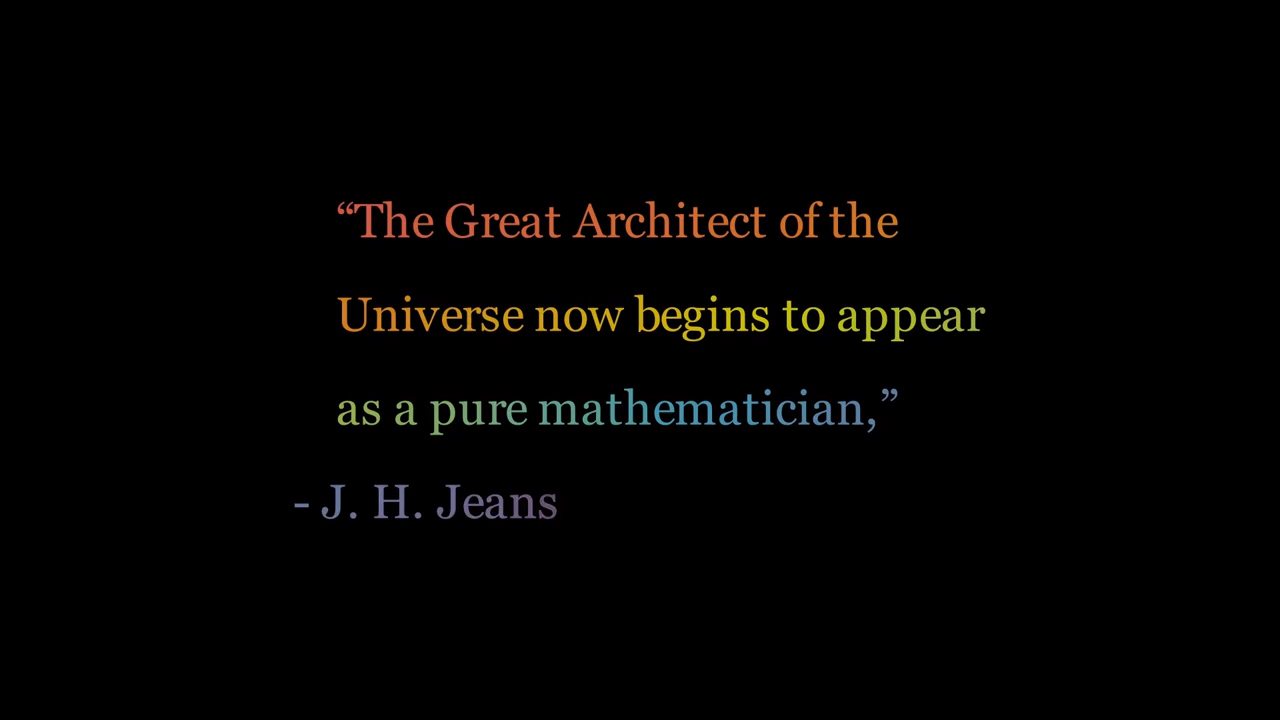 “The Great Architect of the
Universe now begins to appear
as a pure mathematician,”
- J. H. Jeans